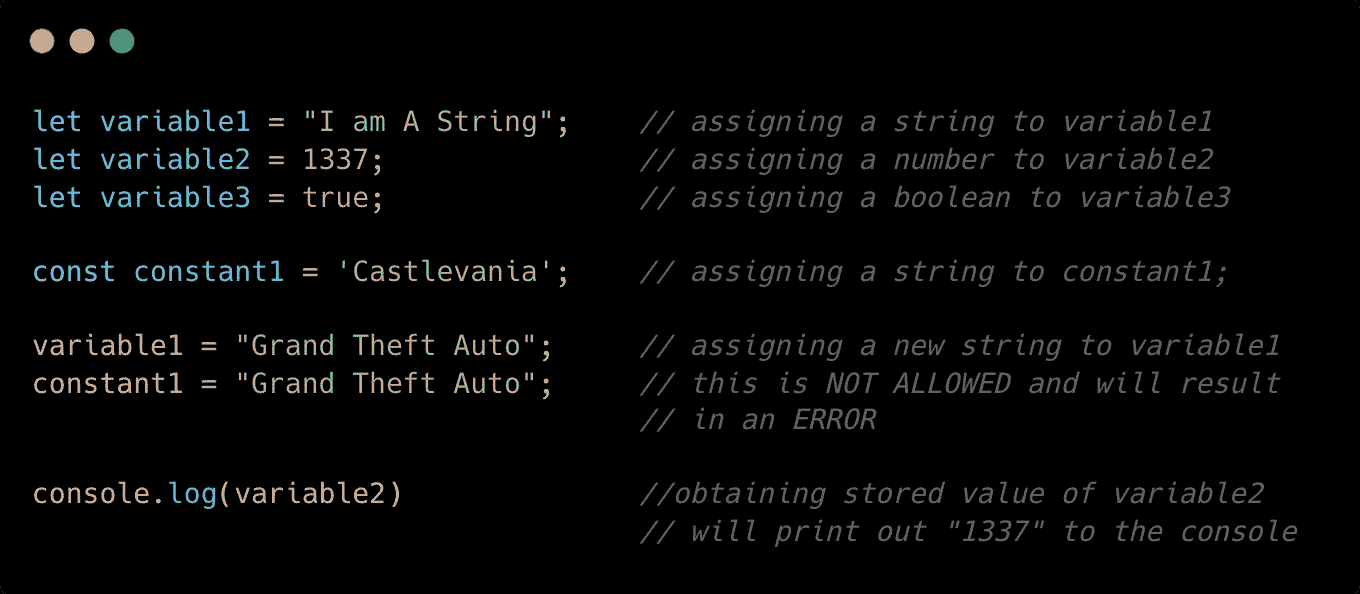 let variable1 = "I am A String";    // assigning a string to variable1
let variable2 = 1337;               // assigning a number to variable2
let variable3 = true;               // assigning a boolean to variable3
const constant1 = 'Castlevania';    // assigning a string to constant1;
variable1 = "Grand Theft Auto";     // assigning a new string to variable1
constant1 = "Grand Theft Auto";     // this is NOT ALLOWED and will result
                                    // in an ERROR
console.log(variable2)              //obtaining stored value of variable2
                                    // will print out "1337" to the console